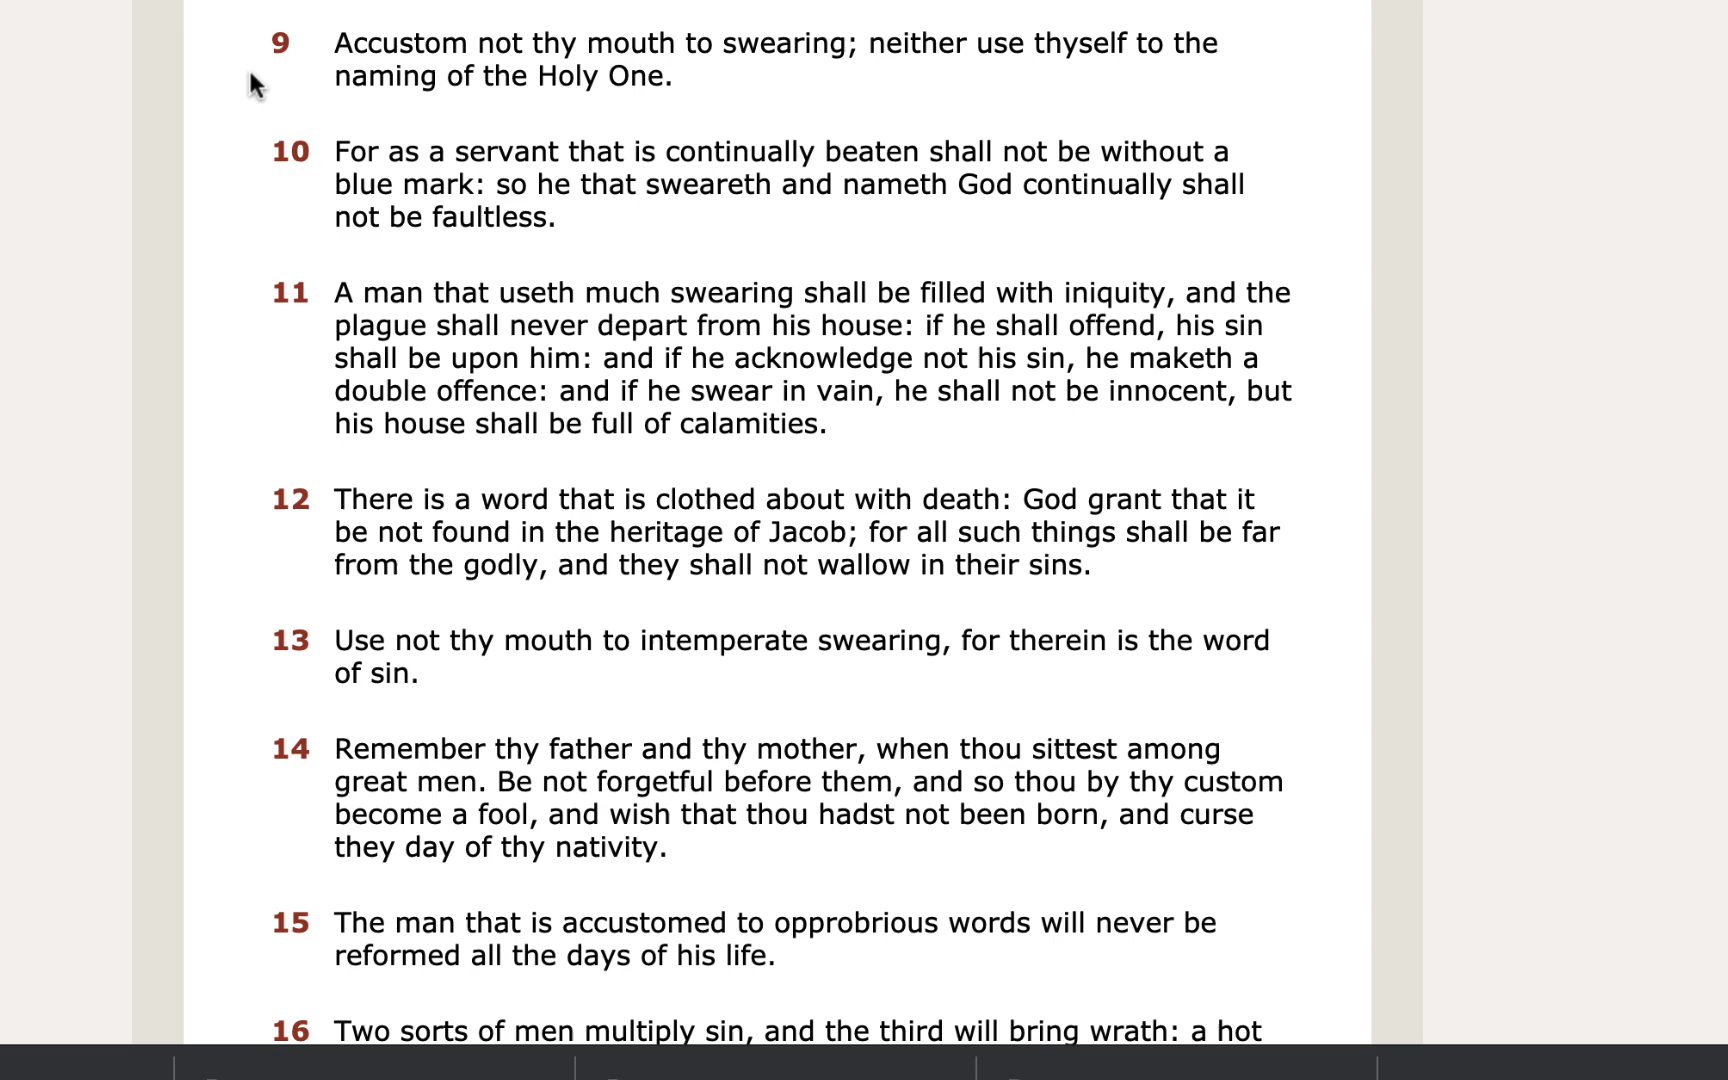 9 Accustom not thy mouth to swearing; neither use thyself to the
naming of the Holy One.
10 For as a servant that is continually beaten shall not be without a
blue mark: so he that sweareth and nameth God continually shall
not be faultless.
11 A man that useth much swearing shall be filled with iniquity, and the
plague shall never depart from his house: if he shall offend, his sin
shall be upon him: and if he acknowledge not his sin, he maketh a
double offence: and if he swear in vain, he shall not be innocent, but
his house shall be full of calamities.
12 There is a word that is clothed about with death: God grant that it
be not found in the heritage of Jacob; for all such things shall be far
from the godly, and they shall not wallow in their sins.
13 Use not thy mouth to intemperate swearing, for therein is the word
of sin.
14 Remember thy father and thy mother, when thou sittest among
great men. Be not forgetful before them, and so thou by thy custom
become a fool, and wish that thou hadst not been born, and curse
they day of thy nativity.
15 The man that is accustomed to opprobrious words will never be
reformed all the days of his life.
16 Two sorts of men multiply sin, and the third will bring wrath: a hot